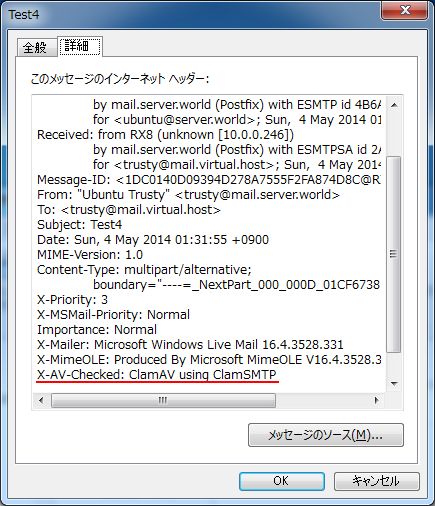 Test4
全般
詳細
このメッセージのインターネット ヘッダー:
by mail.server.world (Postfix) with ESMTP id 4B6A
for <ubuntu@server.world>; Sun, 4 May 2014 01
Received: from RX8 (unknown [10.0.0.246])
by mail.server.world (Postfix) with ESMTPSA id 2A
for <trusty@mail.virtual.host>; Sun, 4 May 2014
Message-ID: <1DC0140D09394D278A7555F2FA874D8C@R
From: "Ubuntu Trusty" <trusty@mail.server.world>
To: <trusty@mail.virtual.host>
Subject: Test4
Date: Sun, 4 May 2014 01:31:55 +0900
MIME-Version: 1.0
Content-Type: multipart/alternative;
boundary="----=_NextPart_000_000D_01CF6738
X-Priority: 3
X-MSMail-Priority: Normal
Importance: Normal
X-Mailer: Microsoft Windows Live Mail 16.4.3528.331
X-MimeOLE: Produced By Microsoft MimeOLE V16.4.3528.3
X-AV-Checked: ClamAV using ClamSMTP
メッセージのソース(M)...
OK
キャンセル